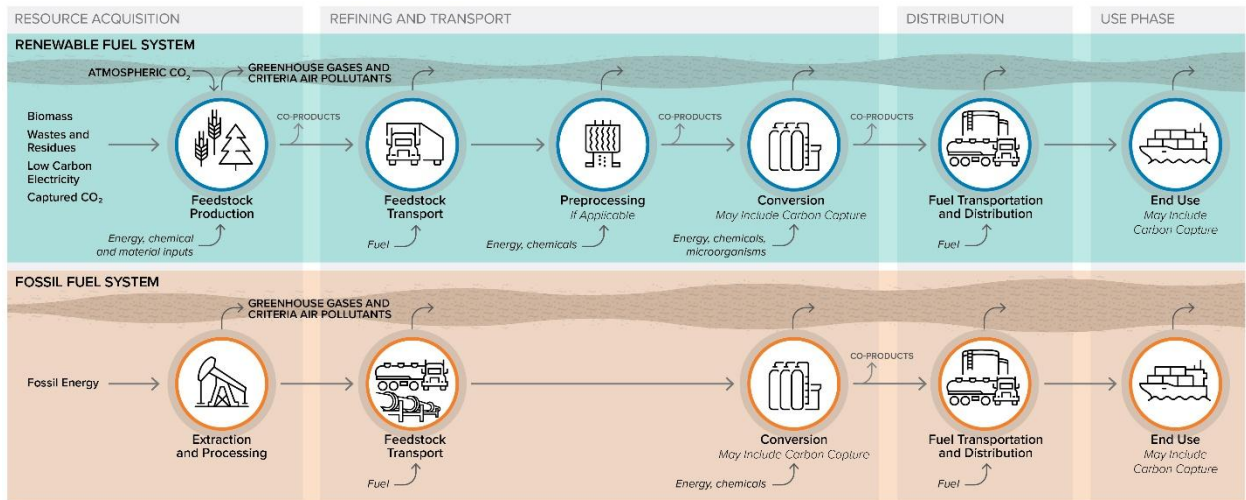 RESOURCE ACQUISITION
REFINING AND TRANSPORT
DISTRIBUTION
USE PHASE
RENEWABLE FUEL SYSTEM
ATMOSPHERIC CO₂
GREENHOUSE GASES AND
CRITERIA AIR POLLUTANTS
Biomass
Wastes and
Residues
Low Carbon
Electricity
Captured CO₂
CO-PRODUCTS
CO-PRODUCTS
CO-PRODUCTS
Feedstock
Production
Feedstock
Transport
Preprocessing
If Applicable
Conversion
May Include Carbon Capture
Fuel Transportation
and Distribution
End Use
May Include
Carbon Capture
Energy, chemical
and material inputs
Fuel
Energy, chemicals
Energy, chemicals,
microorganisms
Fuel
FOSSIL FUEL SYSTEM
GREENHOUSE GASES AND
CRITERIA AIR POLLUTANTS
Fossil Energy
CO-PRODUCTS
Extraction
and Processing
Feedstock
Transport
Conversion
May Include Carbon Capture
Fuel Transportation
and Distribution
End Use
May Include
Carbon Capture
Fuel
Energy, chemicals
Fuel